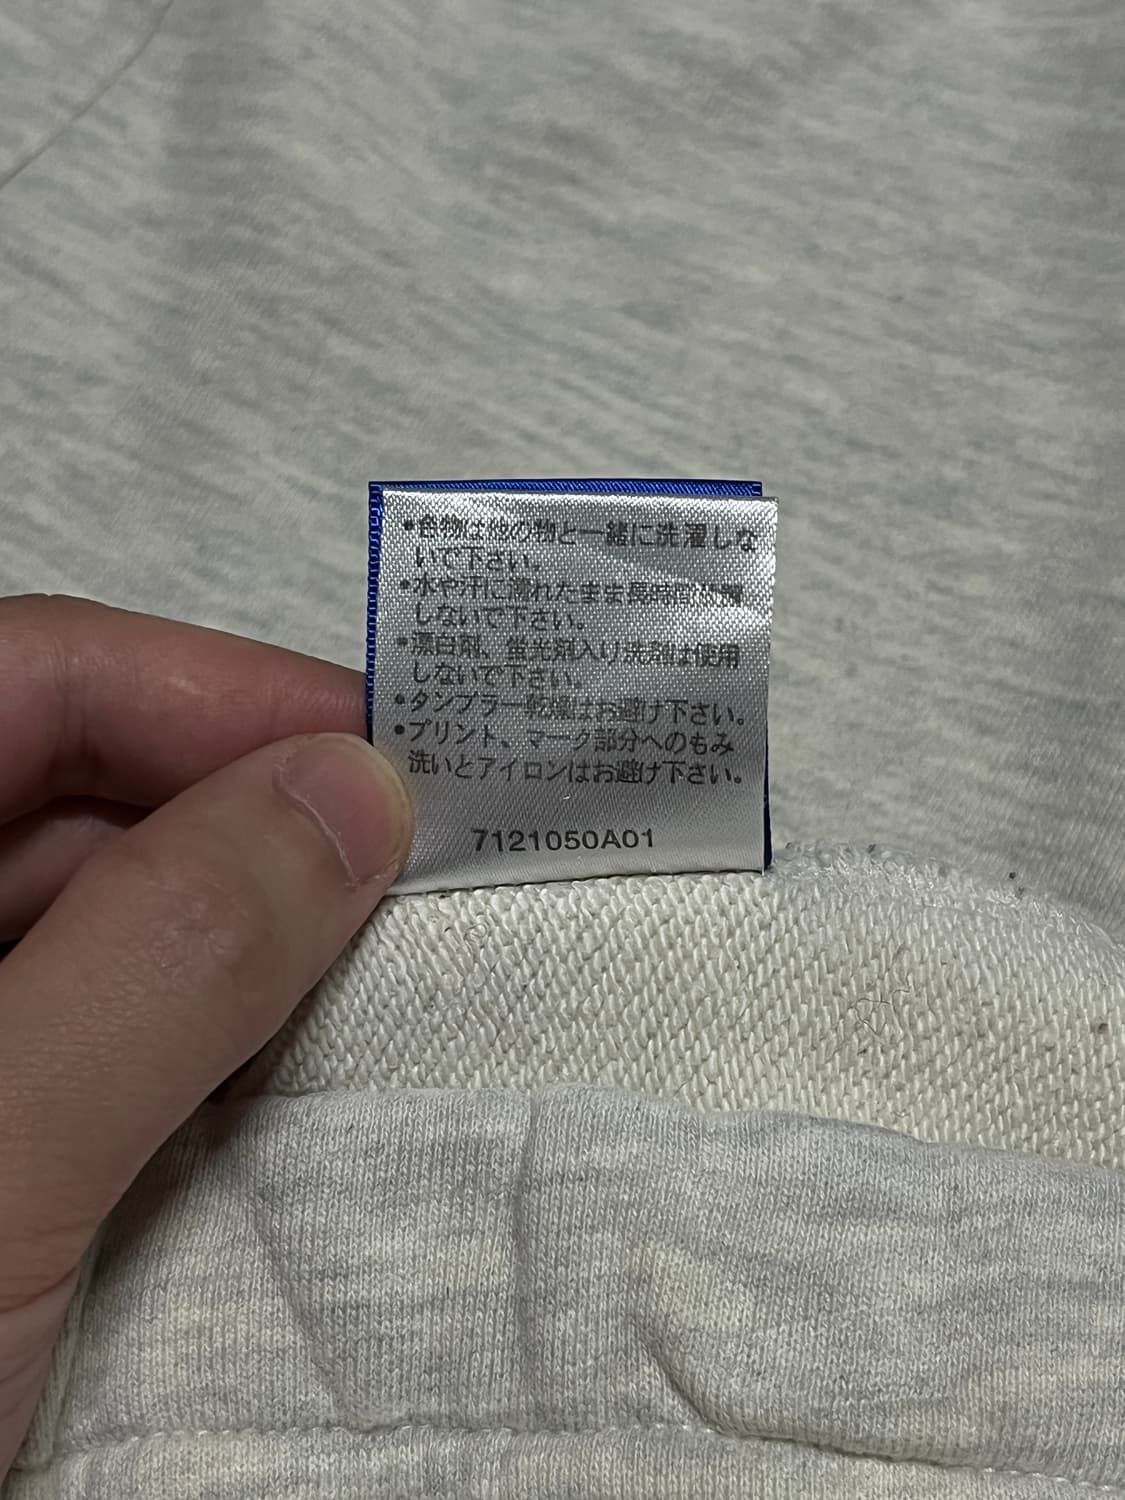 •色物は他の物と一緒に洗濯しな
いで下さい。
•水や汗に濡れたまま長時間放置
しないで下さい。
•漂白剤、蛍光剤入り洗剤は使用
しないで下さい。
•タンブラー乾燥はお避け下さい。
•プリント、マーク部分へのもみ
洗いとアイロンはお避け下さい。
7121050A01